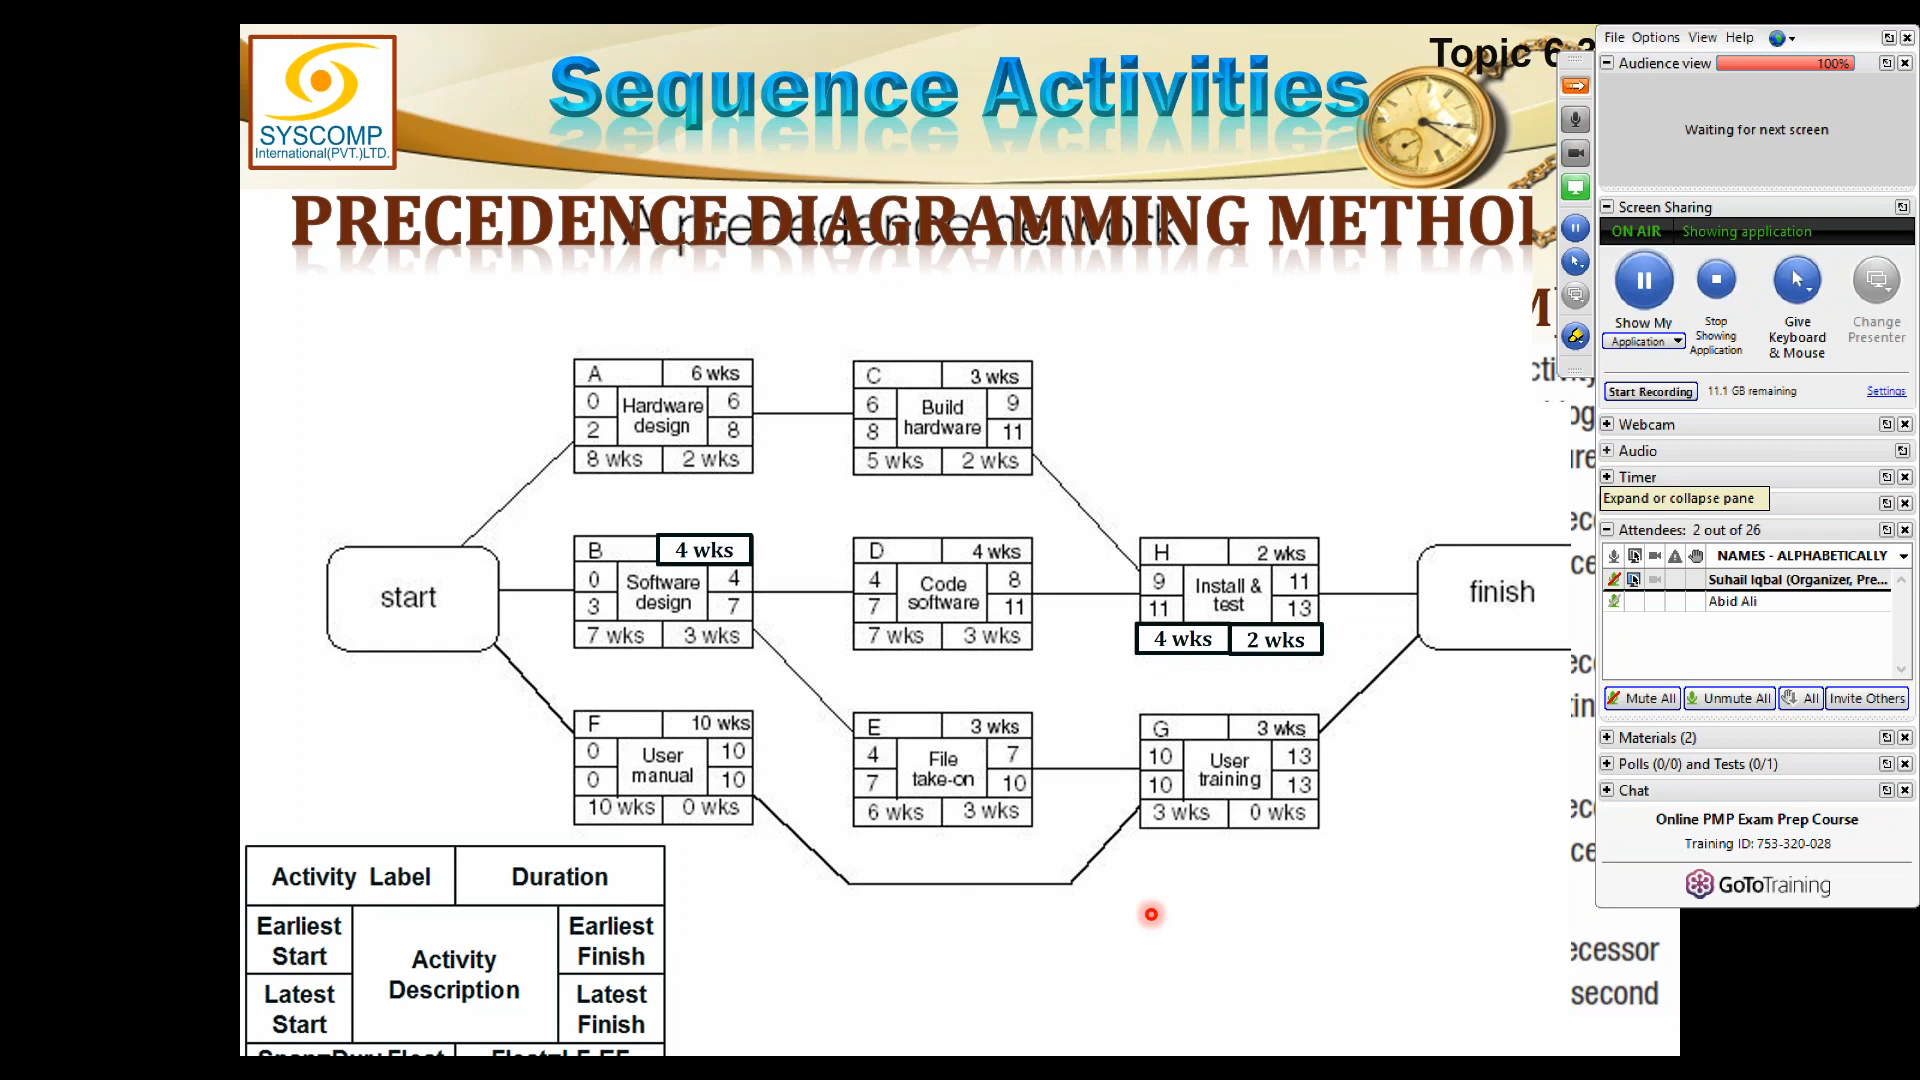 Topic 6.3
Sequence Activities
SYSCOMP
International(PVT.)LTD.
PRECEDENCE DIAGRAMMING METHOD
A precedence network
A 6 wks
0 Hardware design 6
2 8
8 wks 2 wks
C 3 wks
6 Build hardware 9
8 11
5 wks 2 wks
start
B 4 wks
0 Software design 4
3 7
7 wks 3 wks
D 4 wks
4 Code software 8
7 11
7 wks 3 wks
H 2 wks
9 Install & test 11
11 13
4 wks 2 wks
finish
F 10 wks
0 User manual 10
0 10
10 wks 0 wks
E 3 wks
4 File take-on 7
7 10
6 wks 3 wks
G 3 wks
10 User training 13
10 13
3 wks 0 wks
Activity Label Duration
Earliest Start
Activity Description
Earliest Finish
Latest Start
Latest Finish
ecessor
second
File Options View Help
Audience view 100%
Waiting for next screen
Screen Sharing
ON AIR Showing application
Show My
Application
Stop Showing Application
Give Keyboard & Mouse
Change Presenter
Start Recording 11.1 GB remaining Settings
Webcam
Audio
Timer
Expand or collapse pane
Attendees: 2 out of 26
NAMES - ALPHABETICALLY
Suhail Iqbal (Organizer, Pre...
Abid Ali
Mute All Unmute All All Invite Others
Materials (2)
Polls (0/0) and Tests (0/1)
Chat
Online PMP Exam Prep Course
Training ID: 753-320-028
GoToTraining